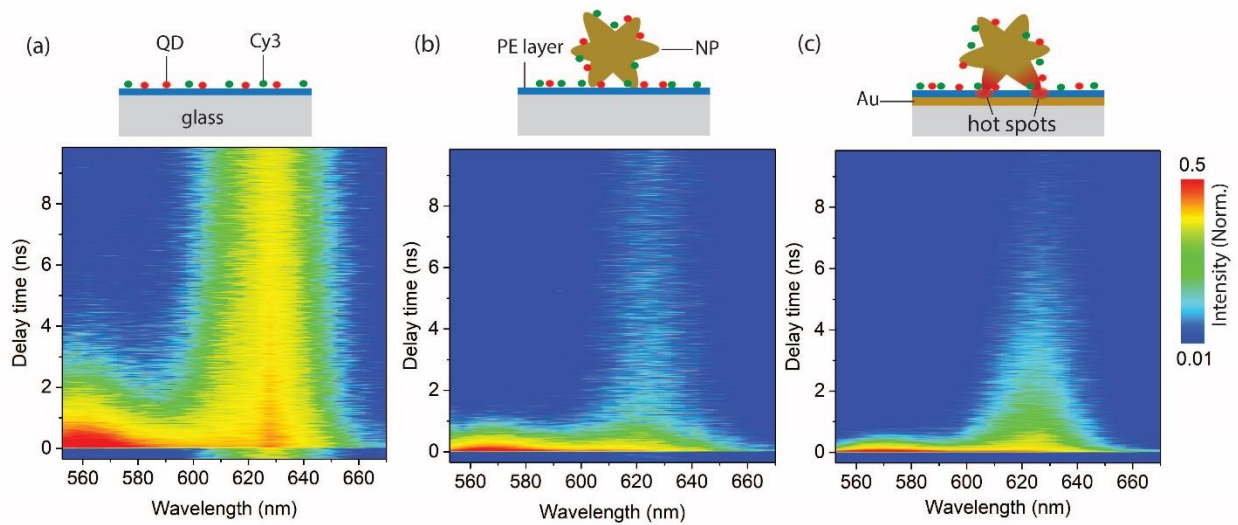 (a)
QD
Cy3
glass
Delay time (ns)
8
6
4
2
0
560 580 600 620 640 660
Wavelength (nm)
(b)
PE layer
NP
Delay time (ns)
8
6
4
2
0
560 580 600 620 640 660
Wavelength (nm)
(c)
Au
hot spots
Delay time (ns)
8
6
4
2
0
560 580 600 620 640 660
Wavelength (nm)
0.5
Intensity (Norm.)
0.01